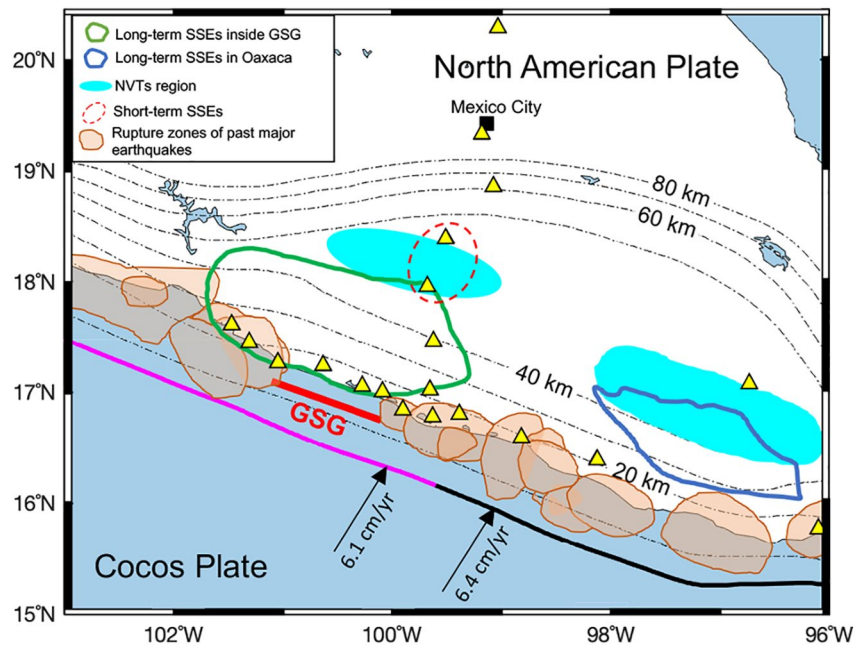 20°N
19°N
18°N
17°N
16°N
15°N
Long-term SSEs inside GSG
Long-term SSEs in Oaxaca
NVTs region
Short-term SSEs
Rupture zones of past major
earthquakes
North American Plate
Mexico City
80 km
60 km
40 km
20 km
GSG
6.1 cm/yr
6.4 cm/yr
Cocos Plate
102°W
100°W
98°W
96°W